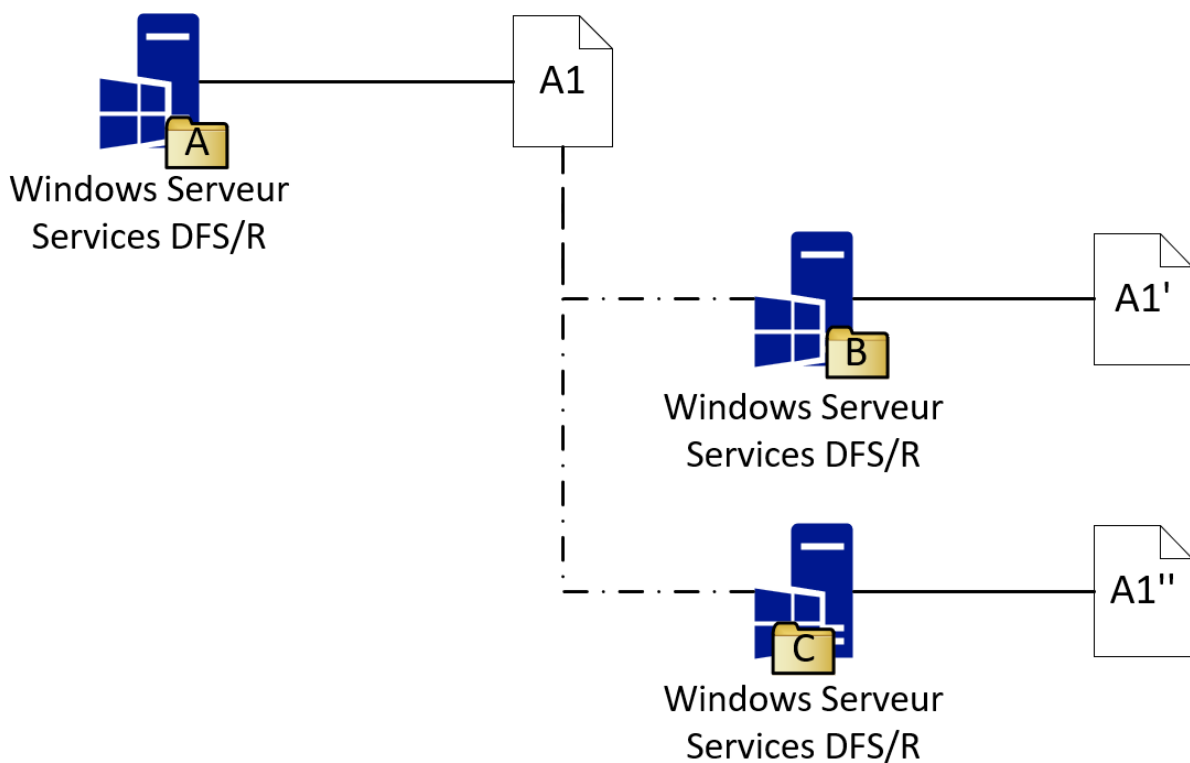 A1
A
Windows Serveur
Services DFS/R
A1'
B
Windows Serveur
Services DFS/R
A1''
C
Windows Serveur
Services DFS/R